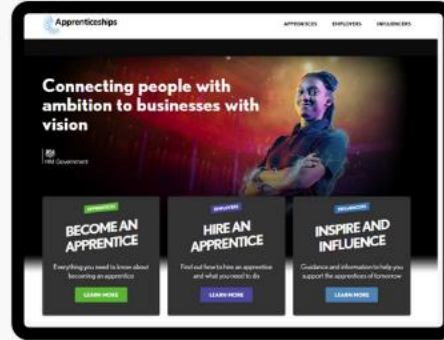 Apprenticeships
APPRENTICES EMPLOYERS INFLUENCERS
Connecting people with
ambition to businesses with
vision
HM Government
APPRENTICES
BECOME AN
APPRENTICE
Everything you need to know about
becoming an apprentice
LEARN MORE
EMPLOYERS
HIRE AN
APPRENTICE
Find out how to hire an apprentice
and what you need to do
LEARN MORE
INFLUENCERS
INSPIRE AND
INFLUENCE
Guidance and information to help you
support the apprentices of tomorrow
LEARN MORE